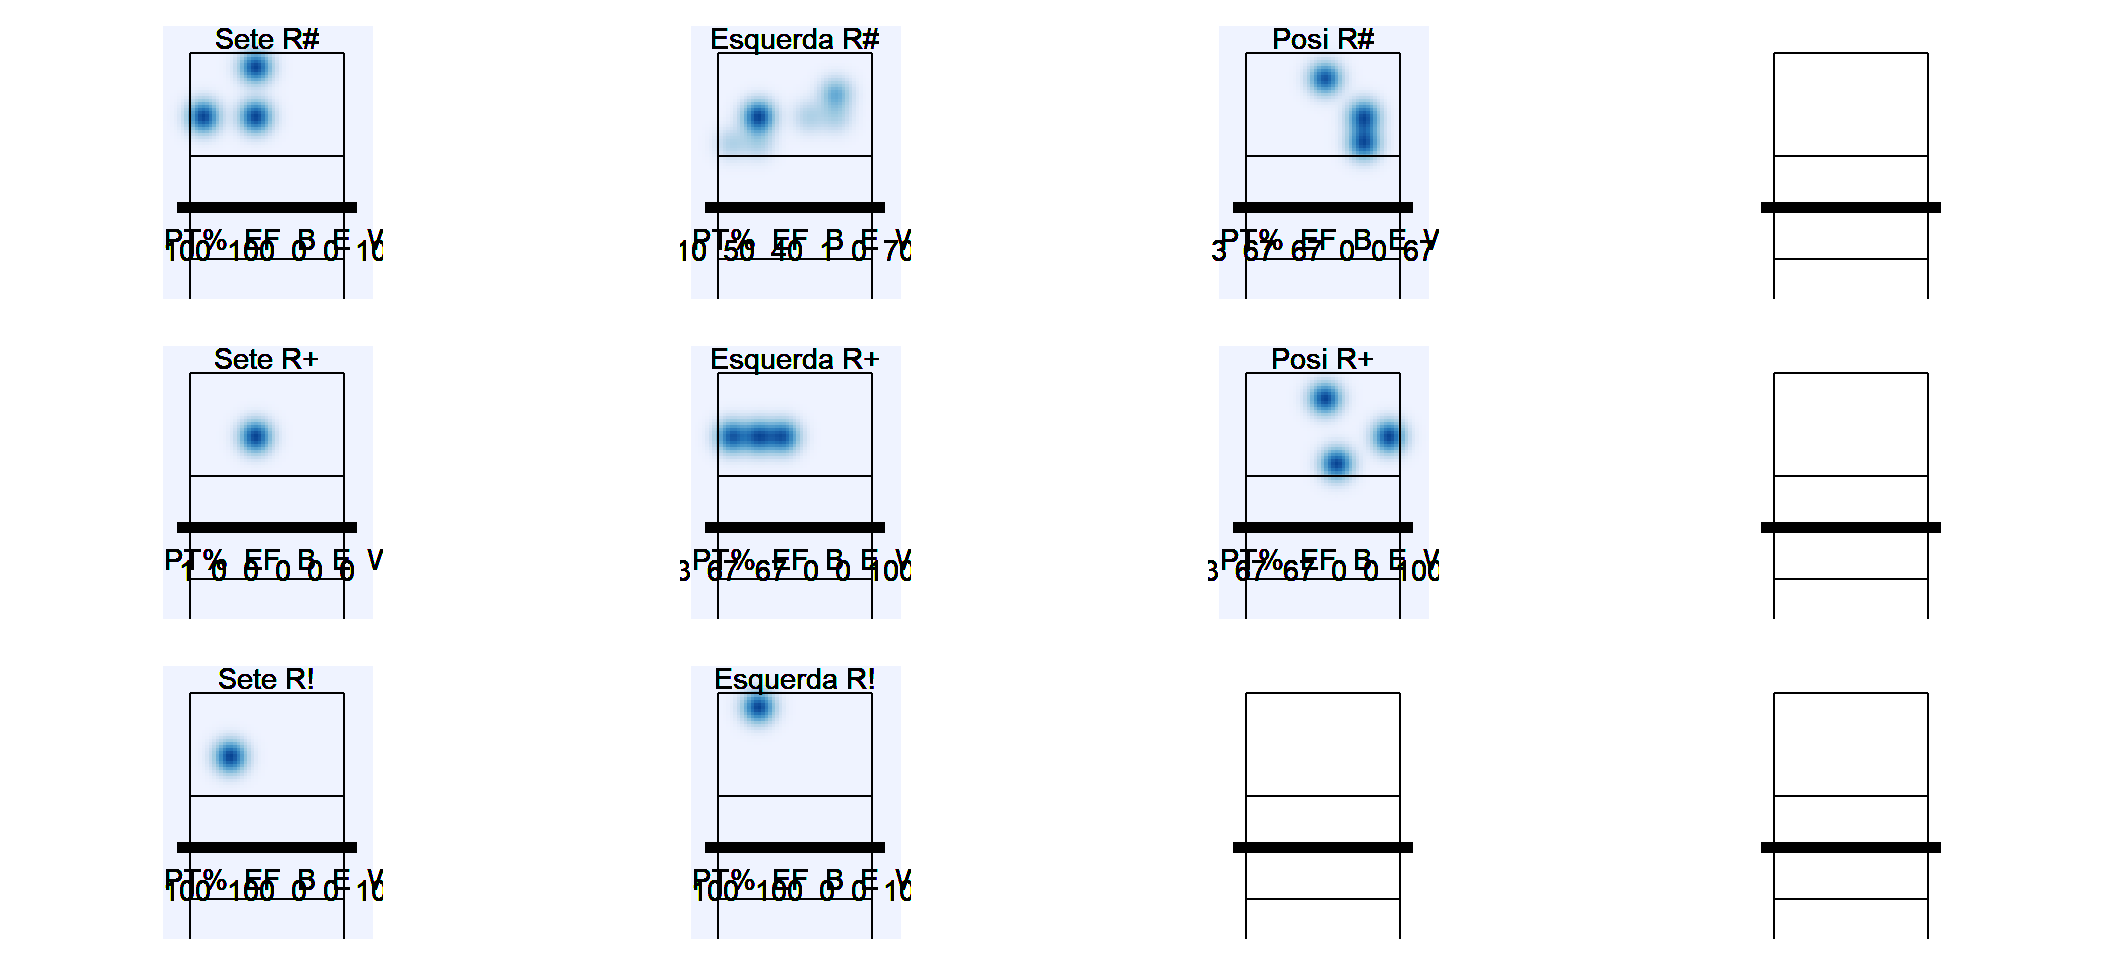 Sete R#
Esquerda R#
Posi R#
PT% EF B E V
100 100 0 0 10
PT% EF B E V
10 50 40 1 0 70
PT% EF B E V
3 67 67 0 0 67
Sete R+
Esquerda R+
Posi R+
PT% EF B E V
1 0 0 0 0 0
PT% EF B E V
3 67 67 0 0 100
PT% EF B E V
3 67 67 0 0 100
Sete R!
Esquerda R!
PT% EF B E V
100 100 0 0 10
PT% EF B E V
100 100 0 0 10